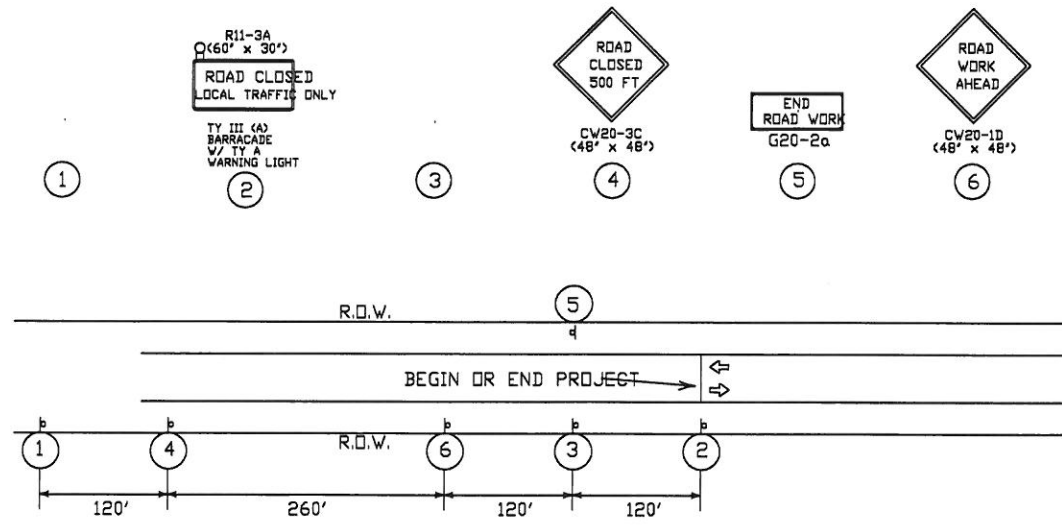 R11-3A
(60" x 30")
ROAD CLOSED
LOCAL TRAFFIC ONLY
TY III (A)
BARRACADE
W/ TY A
WARNING LIGHT
ROAD
CLOSED
500 FT
CW20-3C
(48" x 48")
END
ROAD WORK
G20-2a
ROAD
WORK
AHEAD
CW20-1D
(48" x 48")
1
2
3
4
5
6
5
R.O.W.
BEGIN OR END PROJECT
R.O.W.
1
4
6
3
2
120'
260'
120'
120'